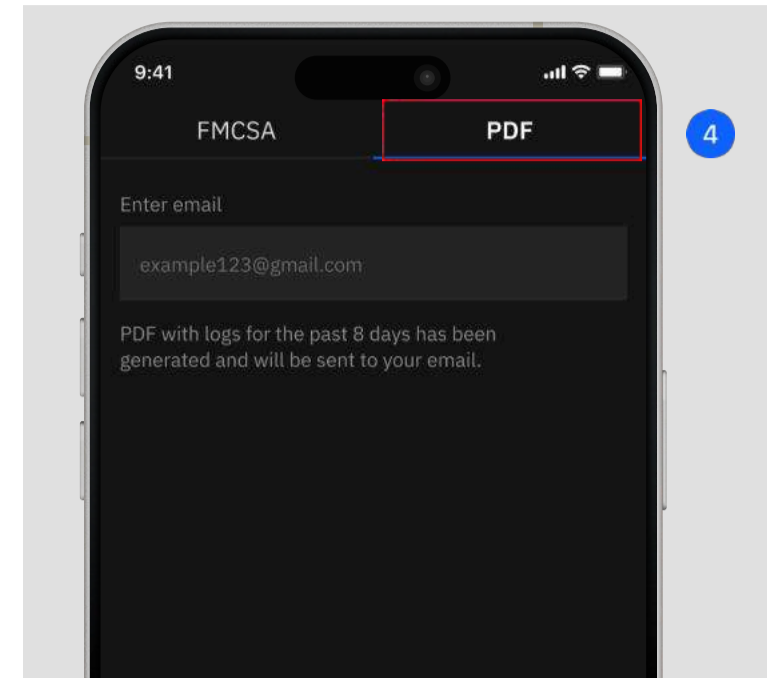 9:41
FMCSA
PDF
4
Enter email
example123@gmail.com
PDF with logs for the past 8 days has been
generated and will be sent to your email.